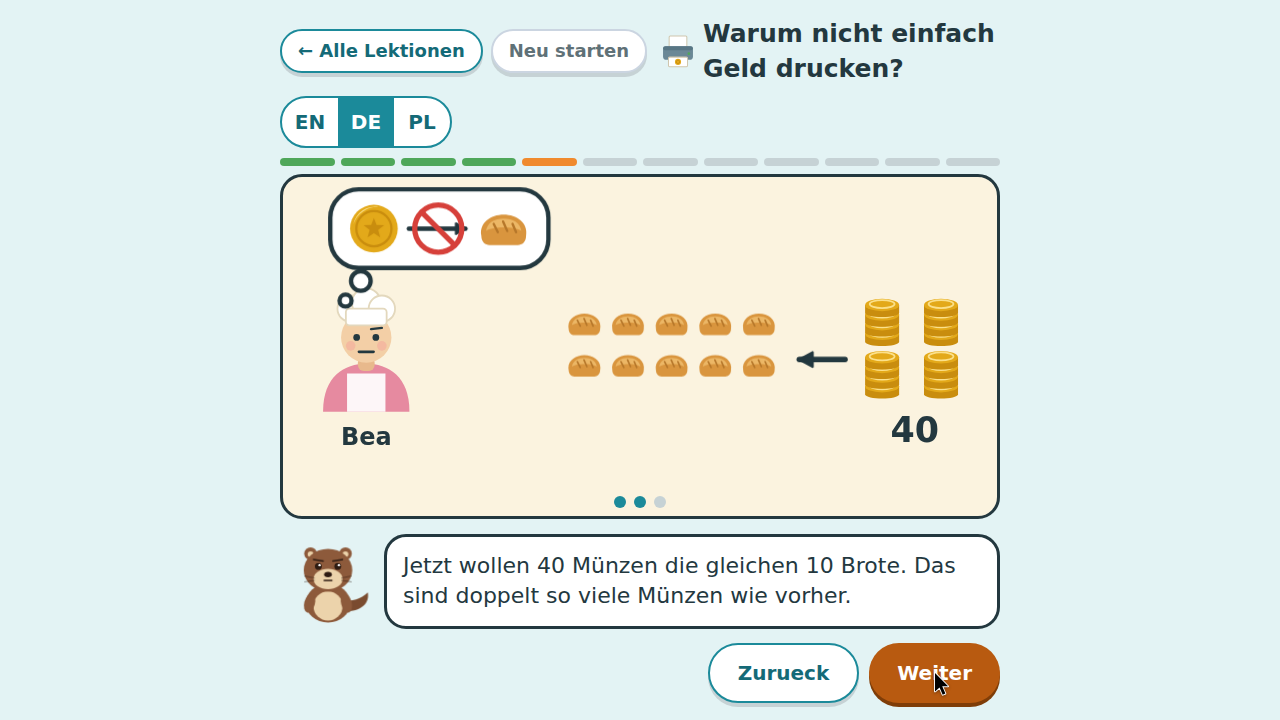 ← Alle Lektionen
Neu starten
Warum nicht einfach
Geld drucken?
EN DE PL
Bea
40
Jetzt wollen 40 Münzen die gleichen 10 Brote. Das
sind doppelt so viele Münzen wie vorher.
Zurueck
Weiter